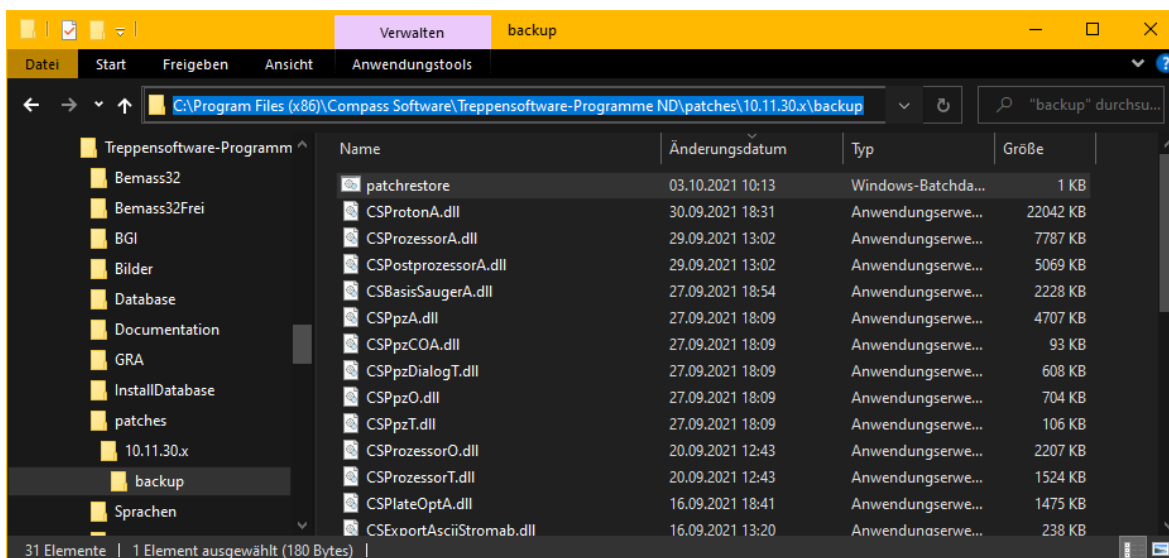 Verwalten backup
Datei Start Freigeben Ansicht Anwendungstools
C:\Program Files (x86)\Compass Software\Treppensoftware-Programme ND\patches\10.11.30.x\backup "backup" durchsu...
Treppensoftware-Programm
Bemass32
Bemass32Frei
BGI
Bilder
Database
Documentation
GRA
InstallDatabase
patches
10.11.30.x
backup
Sprachen
Name Änderungsdatum Typ Größe
patchrestore 03.10.2021 10:13 Windows-Batchda... 1 KB
CSProtonA.dll 30.09.2021 18:31 Anwendungserwe... 22042 KB
CSProzessorA.dll 29.09.2021 13:02 Anwendungserwe... 7787 KB
CSPostprozessorA.dll 29.09.2021 13:02 Anwendungserwe... 5069 KB
CSBasisSaugerA.dll 27.09.2021 18:54 Anwendungserwe... 2228 KB
CSPpzA.dll 27.09.2021 18:09 Anwendungserwe... 4707 KB
CSPpzCOA.dll 27.09.2021 18:09 Anwendungserwe... 93 KB
CSPpzDialogT.dll 27.09.2021 18:09 Anwendungserwe... 608 KB
CSPpzO.dll 27.09.2021 18:09 Anwendungserwe... 704 KB
CSPpzT.dll 27.09.2021 18:09 Anwendungserwe... 106 KB
CSProzessorO.dll 20.09.2021 12:43 Anwendungserwe... 2207 KB
CSProzessorT.dll 20.09.2021 12:43 Anwendungserwe... 1524 KB
CSPlateOptA.dll 16.09.2021 18:41 Anwendungserwe... 1475 KB
CSExportAsciiStromab.dll 16.09.2021 13:20 Anwendungserwe... 238 KB
31 Elemente | 1 Element ausgewählt (180 Bytes) |